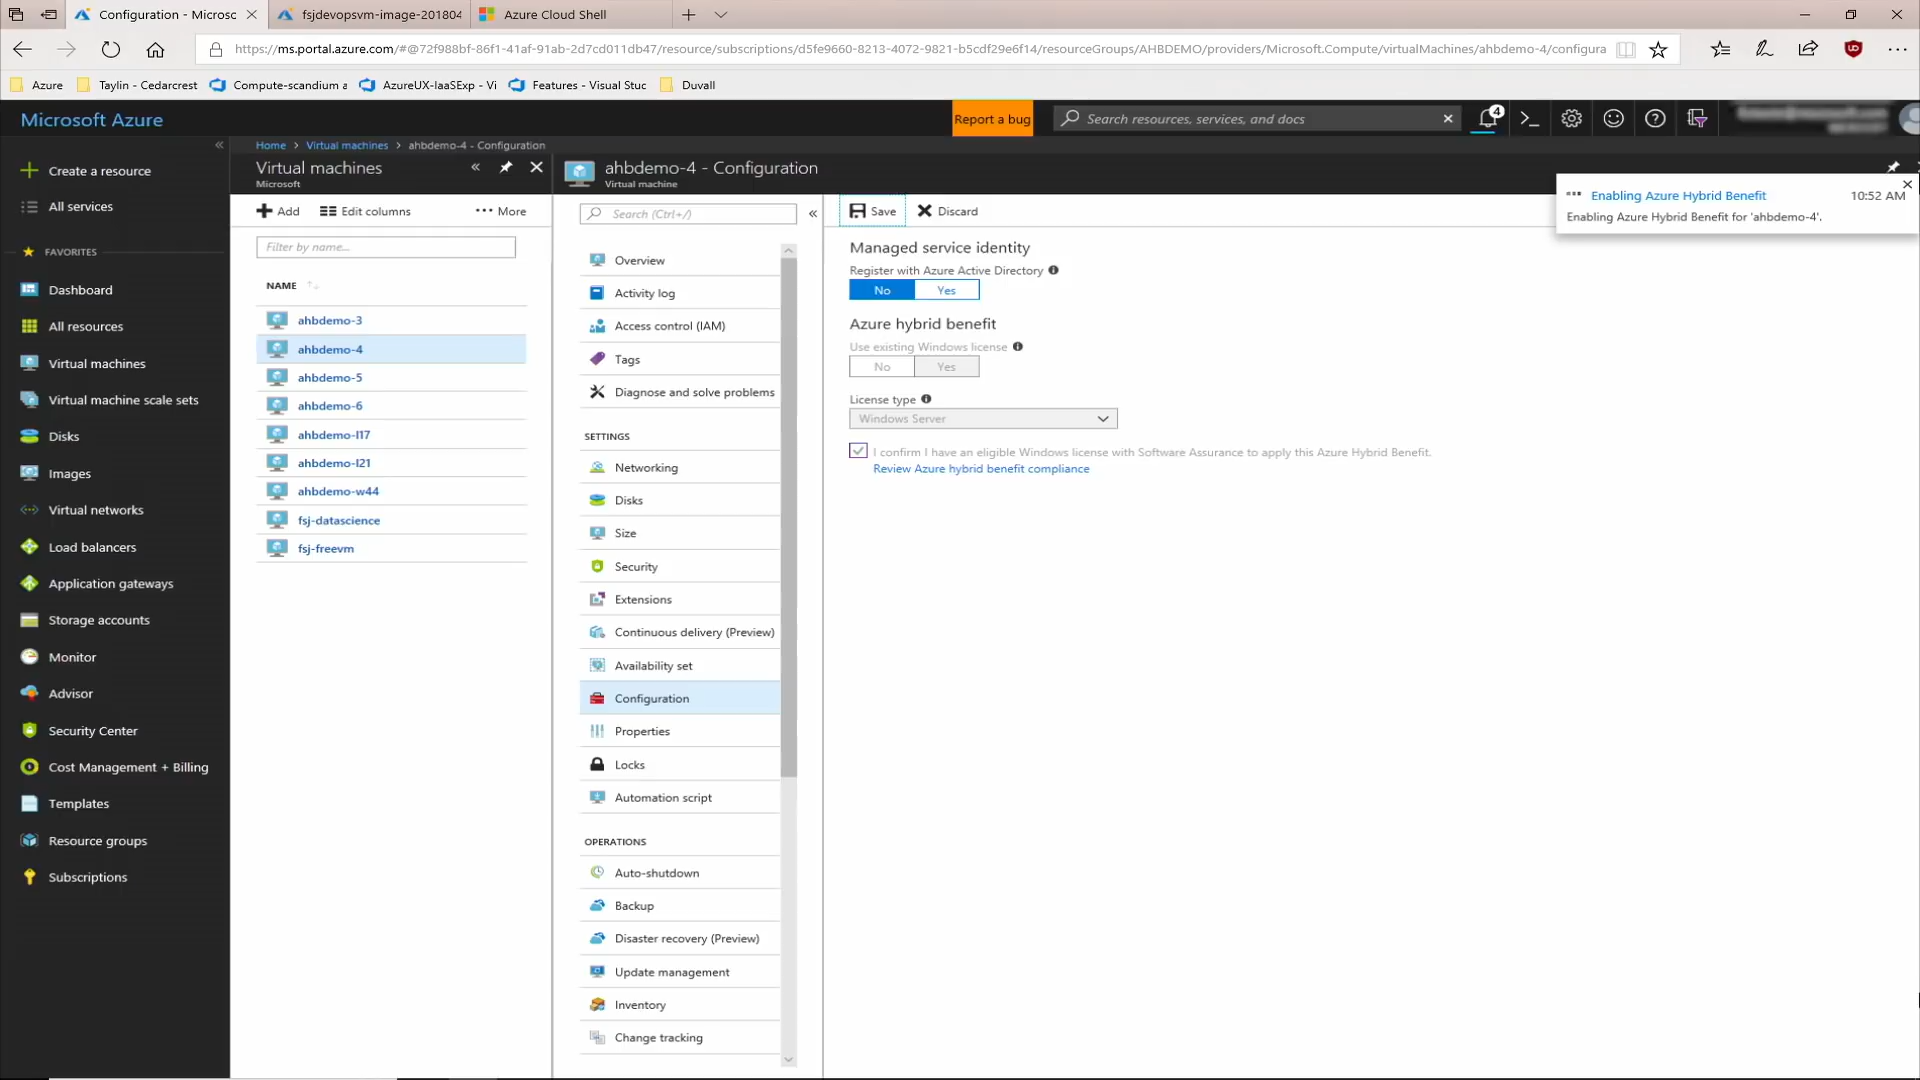 Configuration - Microsc
fsjdevopsvm-image-201804
Azure Cloud Shell
https://ms.portal.azure.com/#@72f988bf-86f1-41af-91ab-2d7cd011db47/resource/subscriptions/d5fe9660-8213-4072-9821-b5cdf29e6f14/resourceGroups/AHBDEMO/providers/Microsoft.Compute/virtualMachines/ahbdemo-4/configura
Azure
Taylin - Cedarcrest
Compute-scandium a
AzureUX-IaaSExp - Vi
Features - Visual Stuc
Duvall
Microsoft Azure
Report a bug
Search resources, services, and docs
4
Home > Virtual machines > ahbdemo-4 - Configuration
Create a resource
All services
FAVORITES
Dashboard
All resources
Virtual machines
Virtual machine scale sets
Disks
Images
Virtual networks
Load balancers
Application gateways
Storage accounts
Monitor
Advisor
Security Center
Cost Management + Billing
Templates
Resource groups
Subscriptions
Virtual machines
Microsoft
Add
Edit columns
More
Filter by name...
NAME
ahbdemo-3
ahbdemo-4
ahbdemo-5
ahbdemo-6
ahbdemo-l17
ahbdemo-l21
ahbdemo-w44
fsj-datascience
fsj-freevm
ahbdemo-4 - Configuration
Virtual machine
Search (Ctrl+/)
Overview
Activity log
Access control (IAM)
Tags
Diagnose and solve problems
SETTINGS
Networking
Disks
Size
Security
Extensions
Continuous delivery (Preview)
Availability set
Configuration
Properties
Locks
Automation script
OPERATIONS
Auto-shutdown
Backup
Disaster recovery (Preview)
Update management
Inventory
Change tracking
Save
Discard
Managed service identity
Register with Azure Active Directory
No
Yes
Azure hybrid benefit
Use existing Windows license
No
Yes
License type
Windows Server
I confirm I have an eligible Windows license with Software Assurance to apply this Azure Hybrid Benefit.
Review Azure hybrid benefit compliance
Enabling Azure Hybrid Benefit
10:52 AM
Enabling Azure Hybrid Benefit for 'ahbdemo-4'.